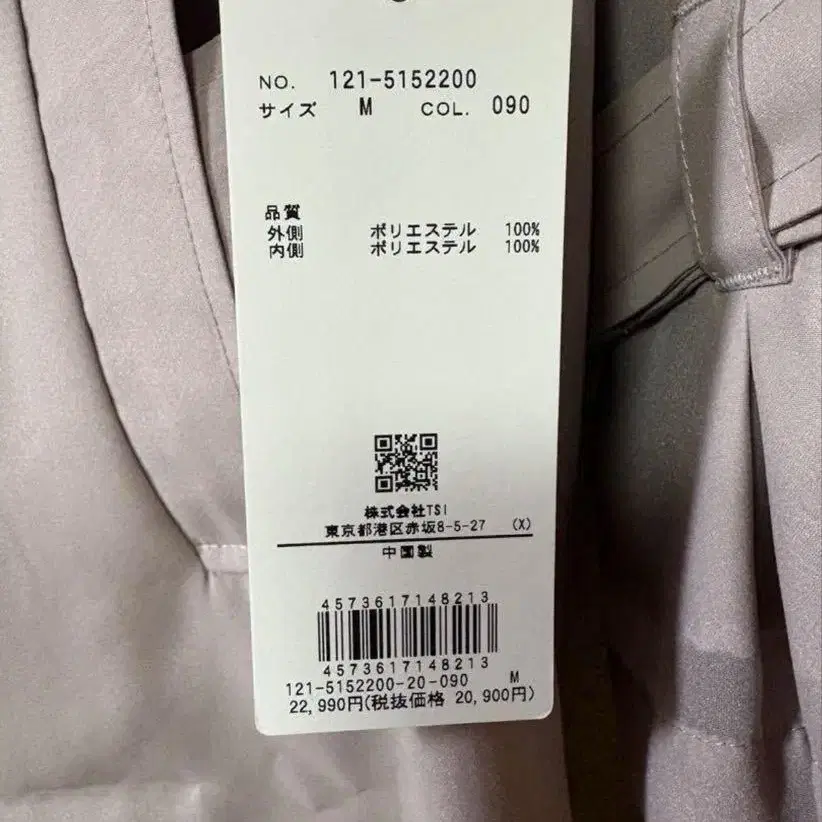 NO. 121-5152200
サイズ M COL. 090
品質
外側 ポリエステル 100%
内側 ポリエステル 100%
株式会社TSI
東京都港区赤坂8-5-27 (X)
中国製
4573617148213
4573617148213
121-5152200-20-090 M
22,990円(税抜価格 20,900円)